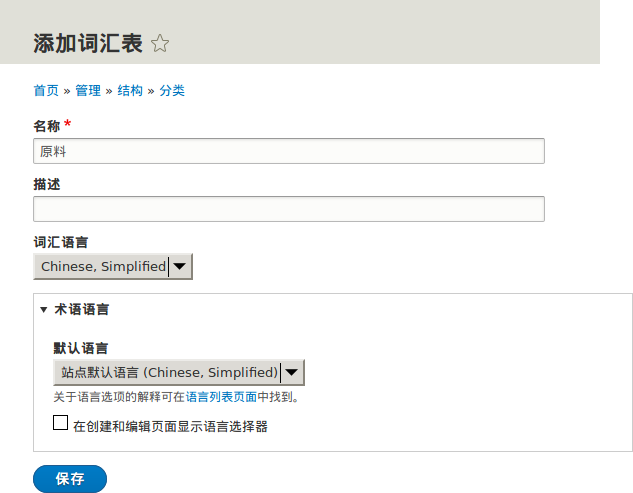 添加词汇表
首页 » 管理 » 结构 » 分类
名称 *
原料
描述
词汇语言
Chinese, Simplified
术语语言
默认语言
站点默认语言 (Chinese, Simplified)
关于语言选项的解释可在语言列表页面中找到。
在创建和编辑页面显示语言选择器
保存